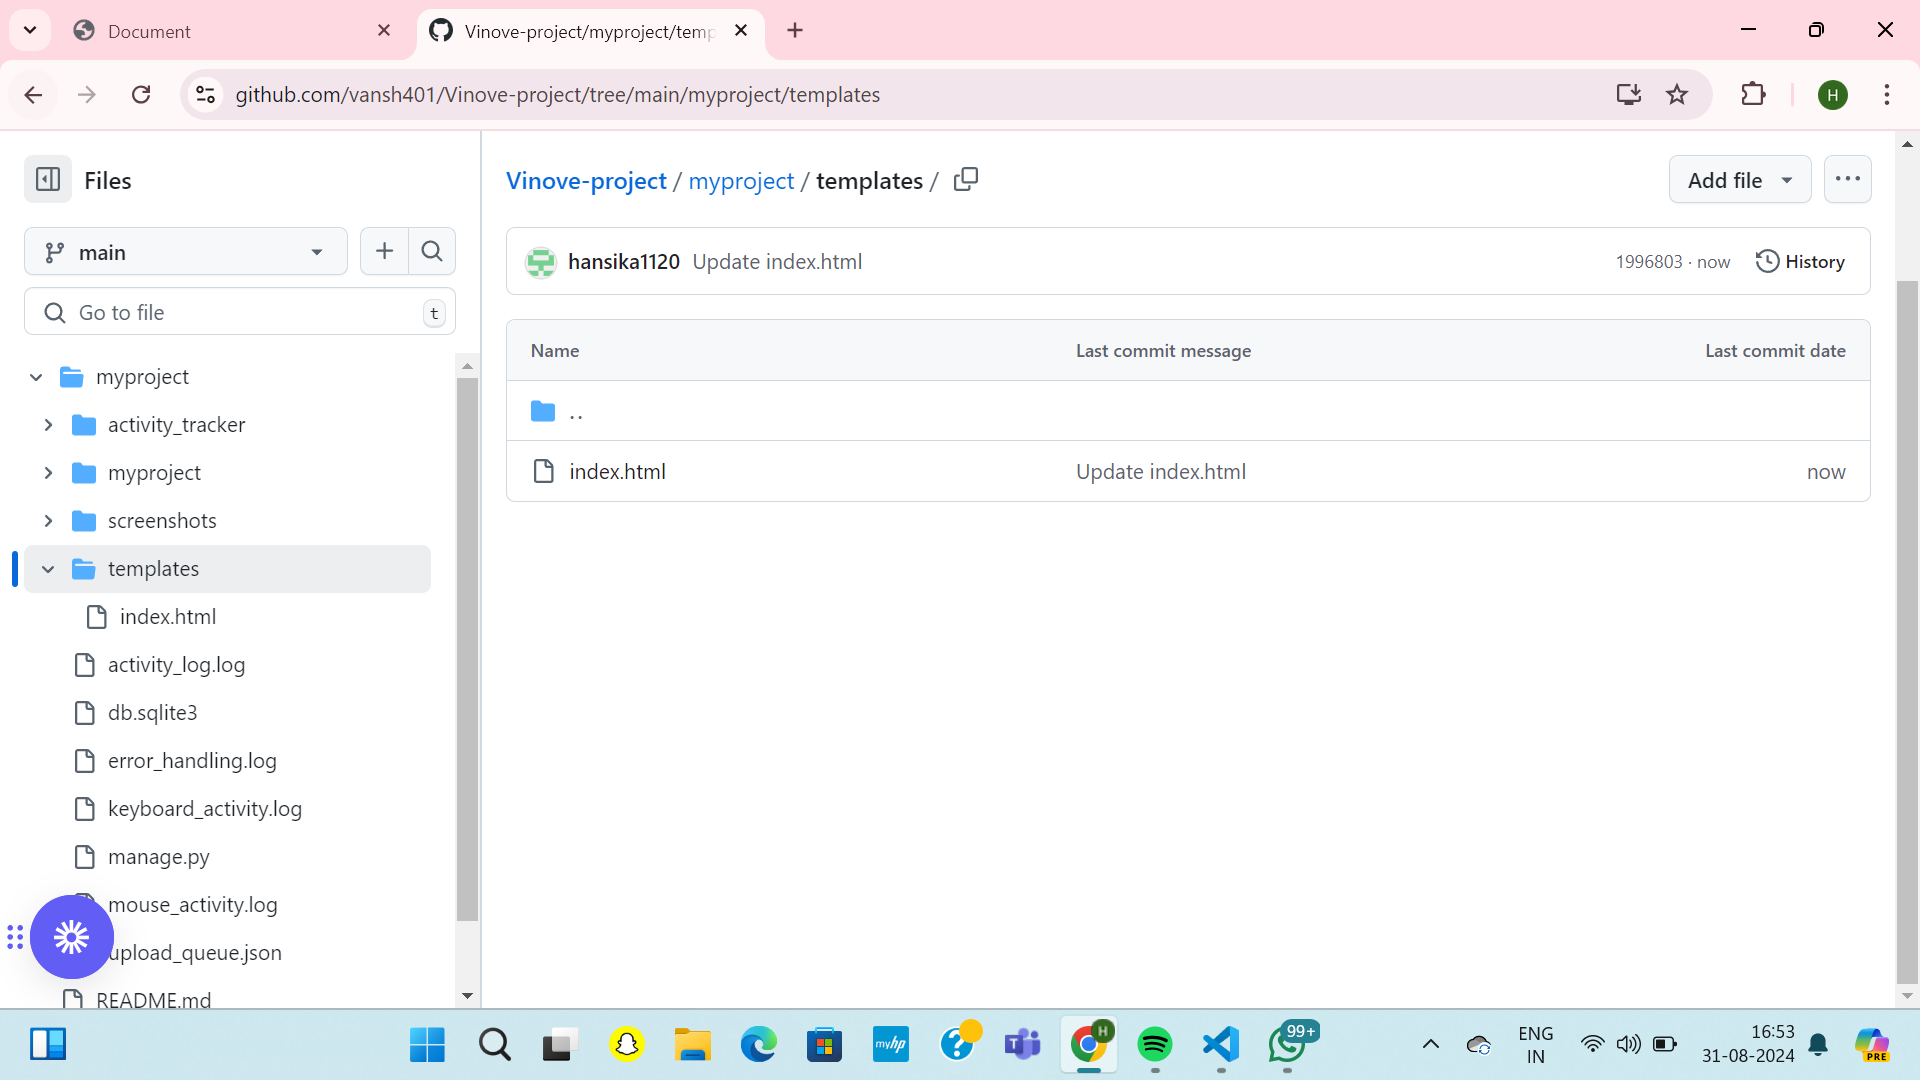 Document
Vinove-project/myproject/temp
github.com/vansh401/Vinove-project/tree/main/myproject/templates
H
Files
main
Go to file
t
myproject
activity_tracker
myproject
screenshots
templates
index.html
activity_log.log
db.sqlite3
error_handling.log
keyboard_activity.log
manage.py
mouse_activity.log
upload_queue.json
README.md
Vinove-project / myproject / templates /
Add file
hansika1120 Update index.html
1996803 · now
History
Name Last commit message Last commit date
..
index.html Update index.html now
myhp
T
H
99+
ENG
IN
16:53
31-08-2024
PRE